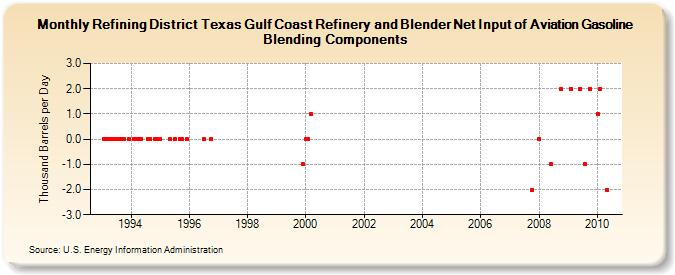 Monthly Refining District Texas Gulf Coast Refinery and Blender Net Input of Aviation Gasoline
Blending Components
Thousand Barrels per Day
3.0
2.0
1.0
0.0
-1.0
-2.0
-3.0
1994 1996 1998 2000 2002 2004 2006 2008 2010
Source: U.S. Energy Information Administration